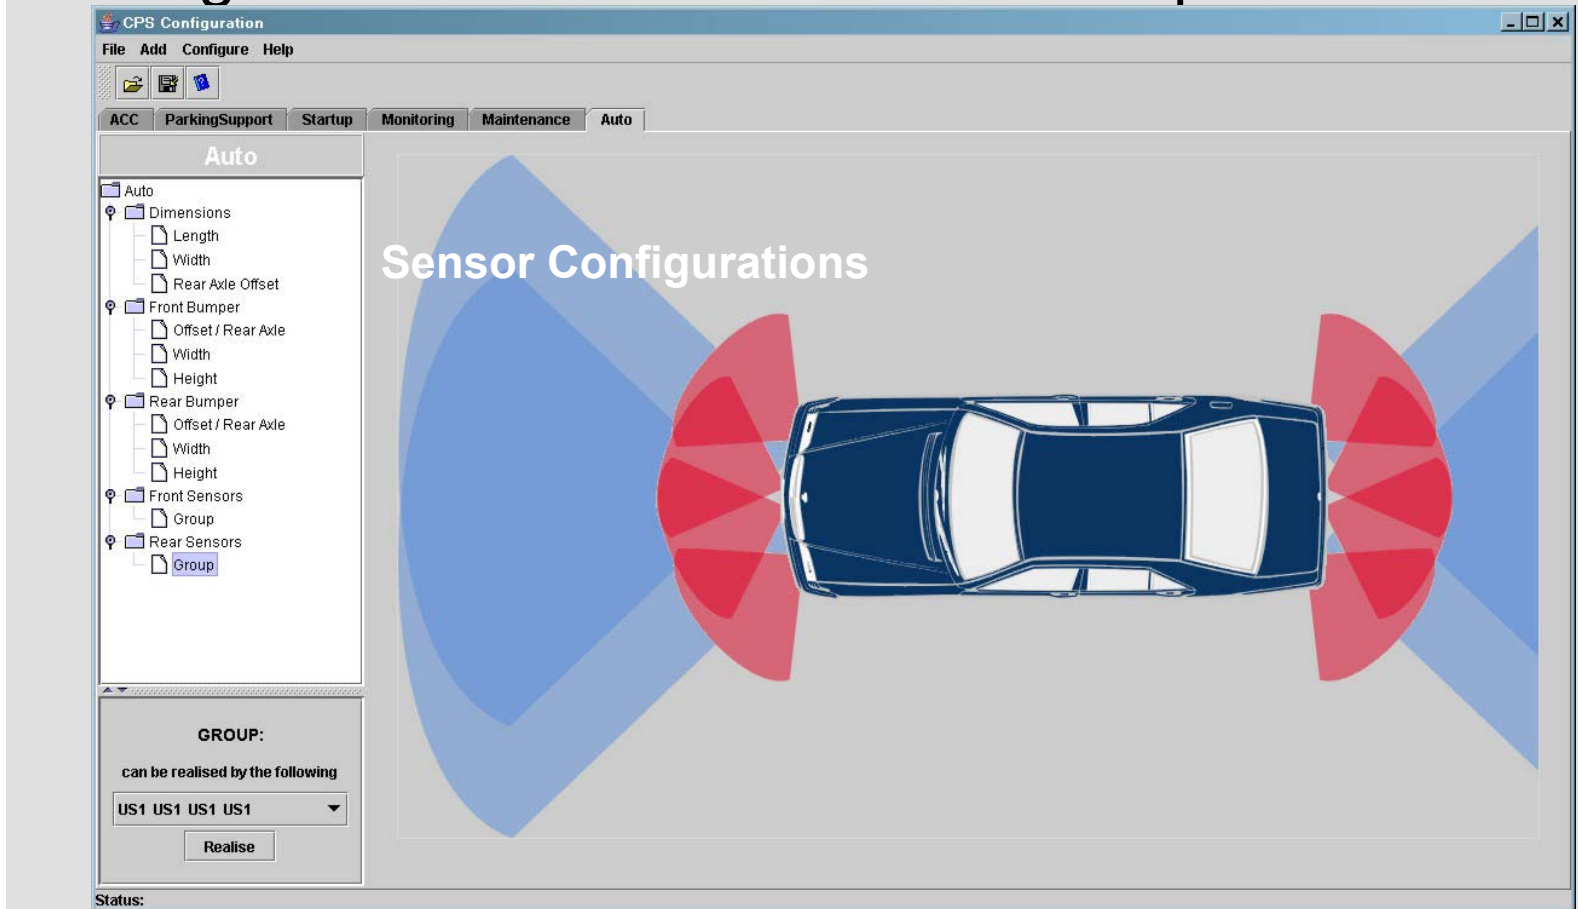 CPS Configuration
File Add Configure Help
ACC ParkingSupport Startup Monitoring Maintenance Auto
Auto
Auto
Dimensions
Length
Width
Rear Axle Offset
Front Bumper
Offset / Rear Axle
Width
Height
Rear Bumper
Offset / Rear Axle
Width
Height
Front Sensors
Group
Rear Sensors
Group
Sensor Configurations
GROUP:
can be realised by the following
US1 US1 US1 US1
Realise
Status: